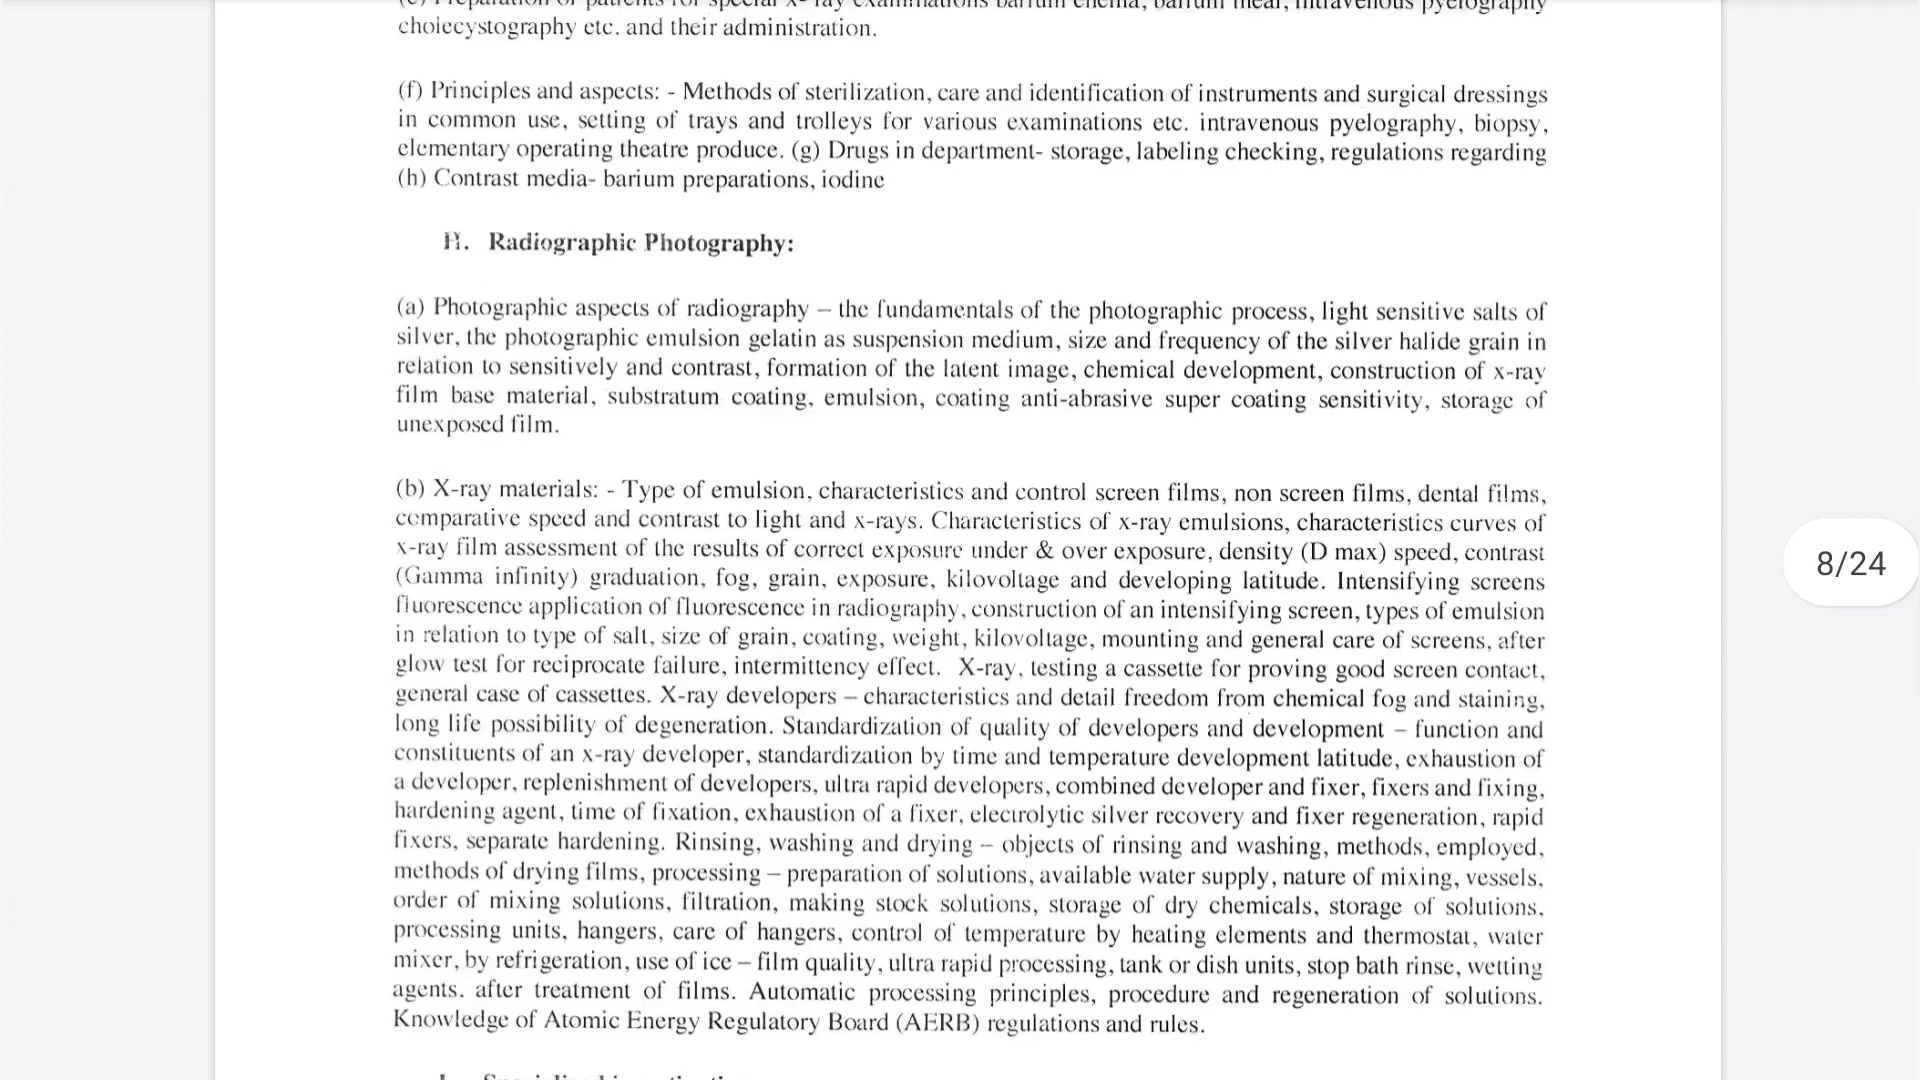 (e) Preparation of patients for special x- ray examinations barium enema, barium meal, intravenous pyelography
cholecystography etc. and their administration.
(f) Principles and aspects: - Methods of sterilization, care and identification of instruments and surgical dressings
in common use, setting of trays and trolleys for various examinations etc. intravenous pyelography, biopsy,
elementary operating theatre produce. (g) Drugs in department- storage, labeling checking, regulations regarding
(h) Contrast media- barium preparations, iodine
H. Radiographic Photography:
(a) Photographic aspects of radiography – the fundamentals of the photographic process, light sensitive salts of
silver, the photographic emulsion gelatin as suspension medium, size and frequency of the silver halide grain in
relation to sensitively and contrast, formation of the latent image, chemical development, construction of x-ray
film base material, substratum coating, emulsion, coating anti-abrasive super coating sensitivity, storage of
unexposed film.
(b) X-ray materials: - Type of emulsion, characteristics and control screen films, non screen films, dental films,
comparative speed and contrast to light and x-rays. Characteristics of x-ray emulsions, characteristics curves of
x-ray film assessment of the results of correct exposure under & over exposure, density (D max) speed, contrast
(Gamma infinity) graduation, fog, grain, exposure, kilovoltage and developing latitude. Intensifying screens
fluorescence application of fluorescence in radiography, construction of an intensifying screen, types of emulsion
in relation to type of salt, size of grain, coating, weight, kilovoltage, mounting and general care of screens, after
glow test for reciprocate failure, intermittency effect. X-ray, testing a cassette for proving good screen contact,
general case of cassettes. X-ray developers – characteristics and detail freedom from chemical fog and staining,
long life possibility of degeneration. Standardization of quality of developers and development – function and
constituents of an x-ray developer, standardization by time and temperature development latitude, exhaustion of
a developer, replenishment of developers, ultra rapid developers, combined developer and fixer, fixers and fixing,
hardening agent, time of fixation, exhaustion of a fixer, electrolytic silver recovery and fixer regeneration, rapid
fixers, separate hardening. Rinsing, washing and drying – objects of rinsing and washing, methods, employed,
methods of drying films, processing – preparation of solutions, available water supply, nature of mixing, vessels,
order of mixing solutions, filtration, making stock solutions, storage of dry chemicals, storage of solutions,
processing units, hangers, care of hangers, control of temperature by heating elements and thermostat, water
mixer, by refrigeration, use of ice – film quality, ultra rapid processing, tank or dish units, stop bath rinse, wetting
agents. after treatment of films. Automatic processing principles, procedure and regeneration of solutions.
Knowledge of Atomic Energy Regulatory Board (AERB) regulations and rules.
8/24